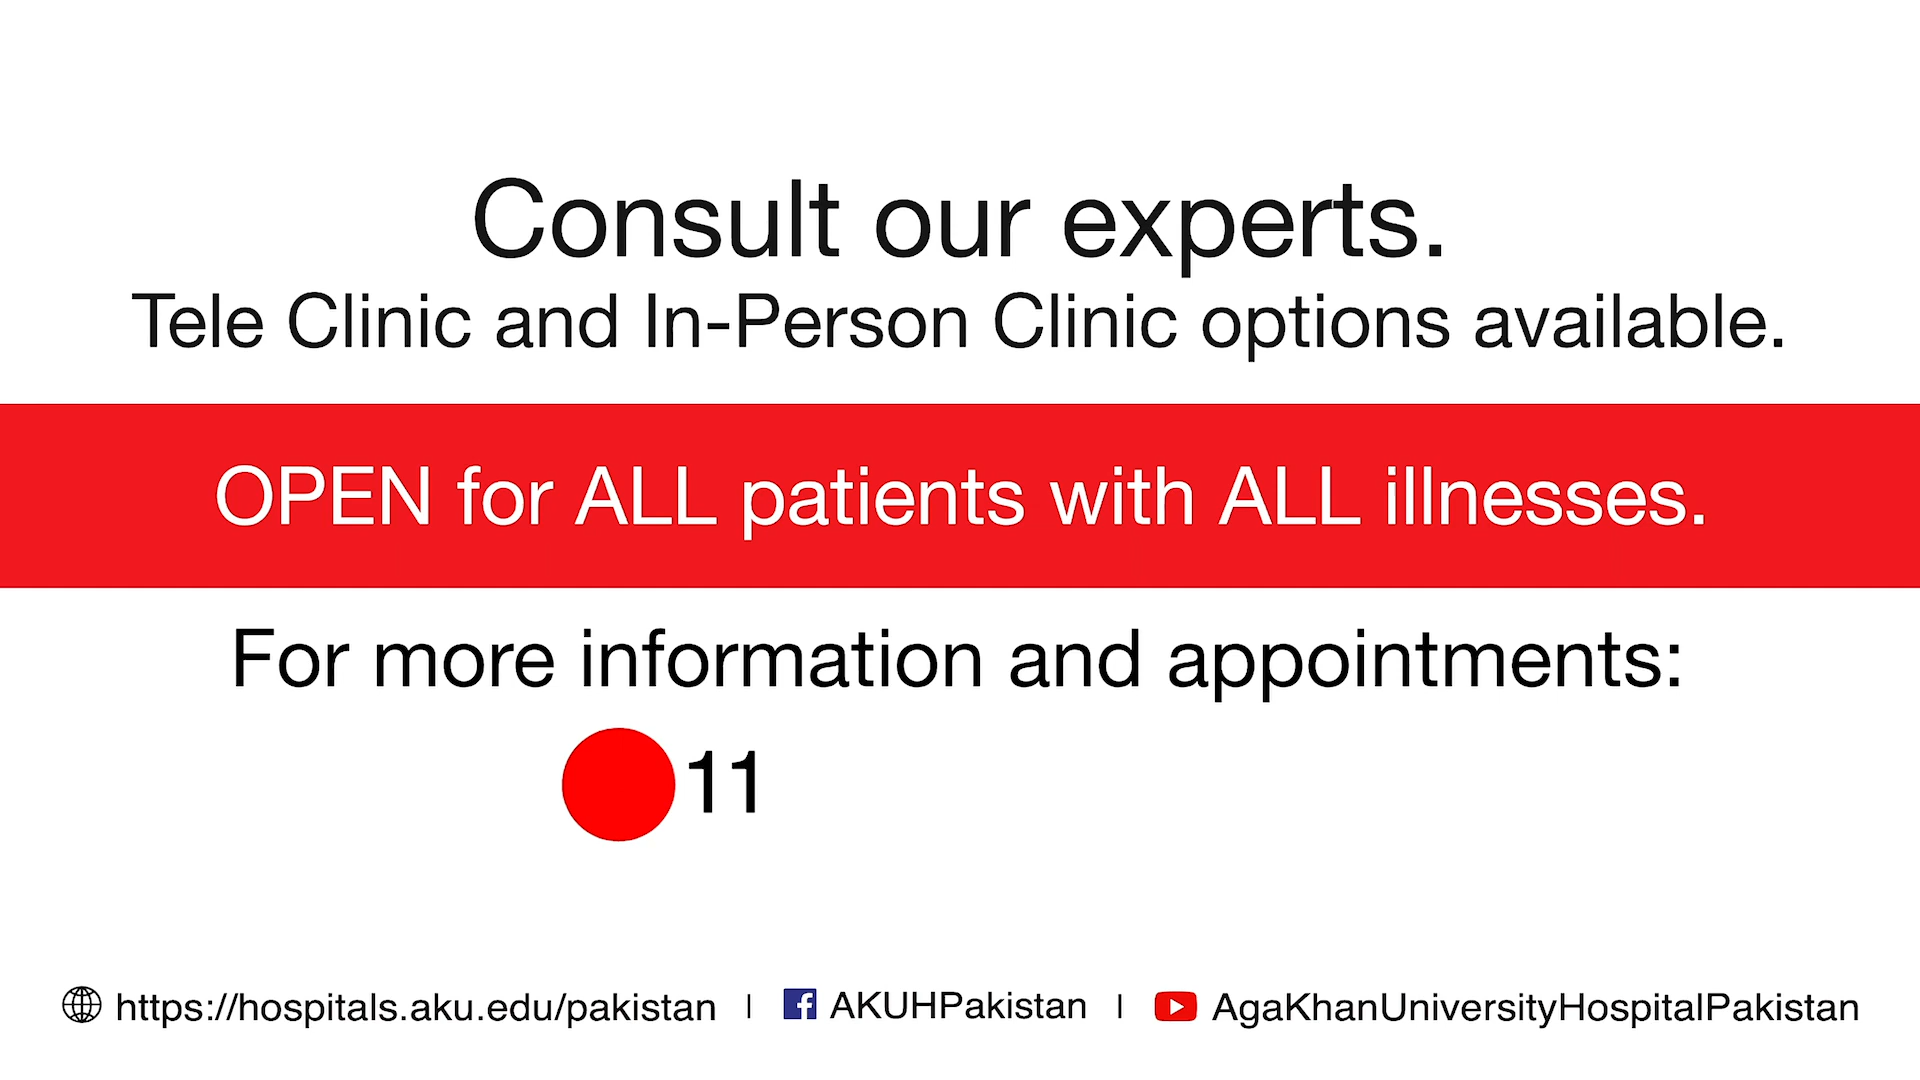 Consult our experts.
Tele Clinic and In-Person Clinic options available.
OPEN for ALL patients with ALL illnesses.
For more information and appointments:
11
https://hospitals.aku.edu/pakistan | AKUHPakistan | AgaKhanUniversityHospitalPakistan